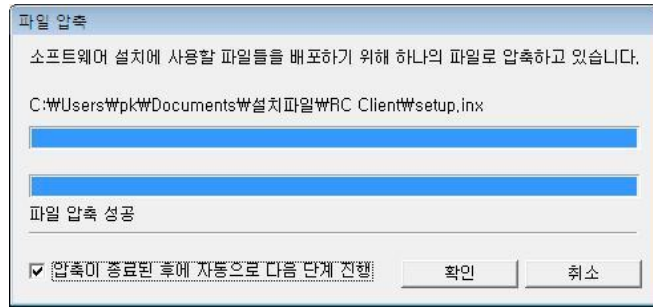 파일 압축
소프트웨어 설치에 사용할 파일들을 배포하기 위해 하나의 파일로 압축하고 있습니다.
C:₩Users₩pk₩Documents₩설치파일₩RC Client₩setup.inx
파일 압축 성공
압축이 종료된 후에 자동으로 다음 단계 진행
확인
취소